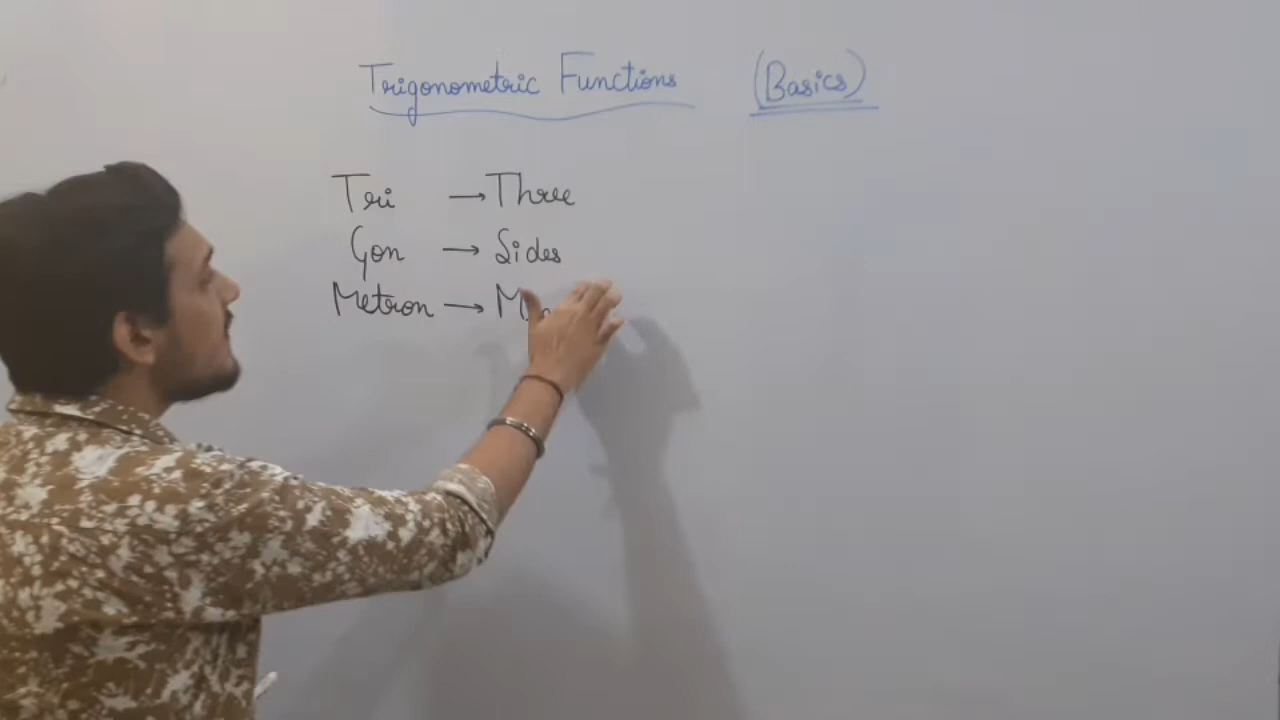 Trigonometric Functions (Basics)
Tri → Three
Gon → Sides
Metron →